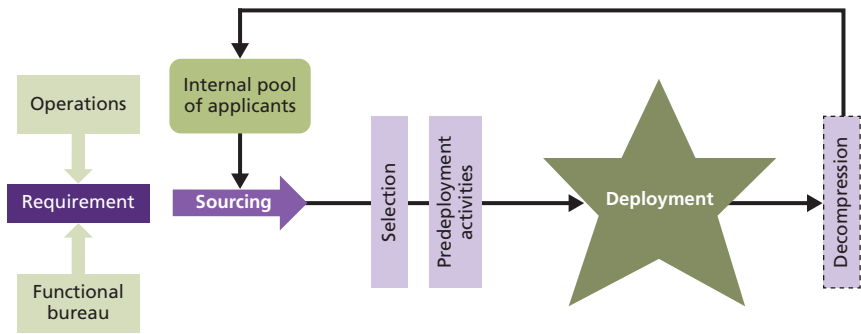 Operations
Requirement
Functional
bureau
Internal pool
of applicants
Sourcing
Selection
Predeployment
activities
Deployment
Decompression